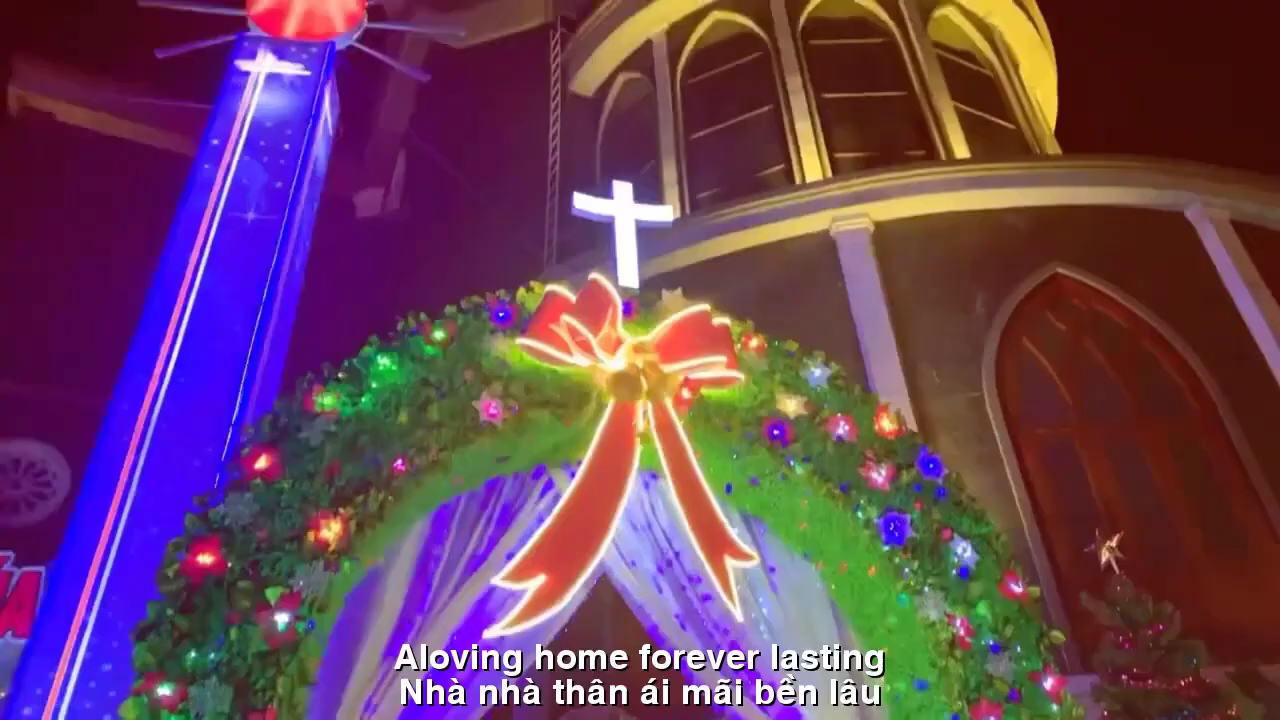 Aloving home forever lasting
Nhà nhà thân ái mãi bền lâu